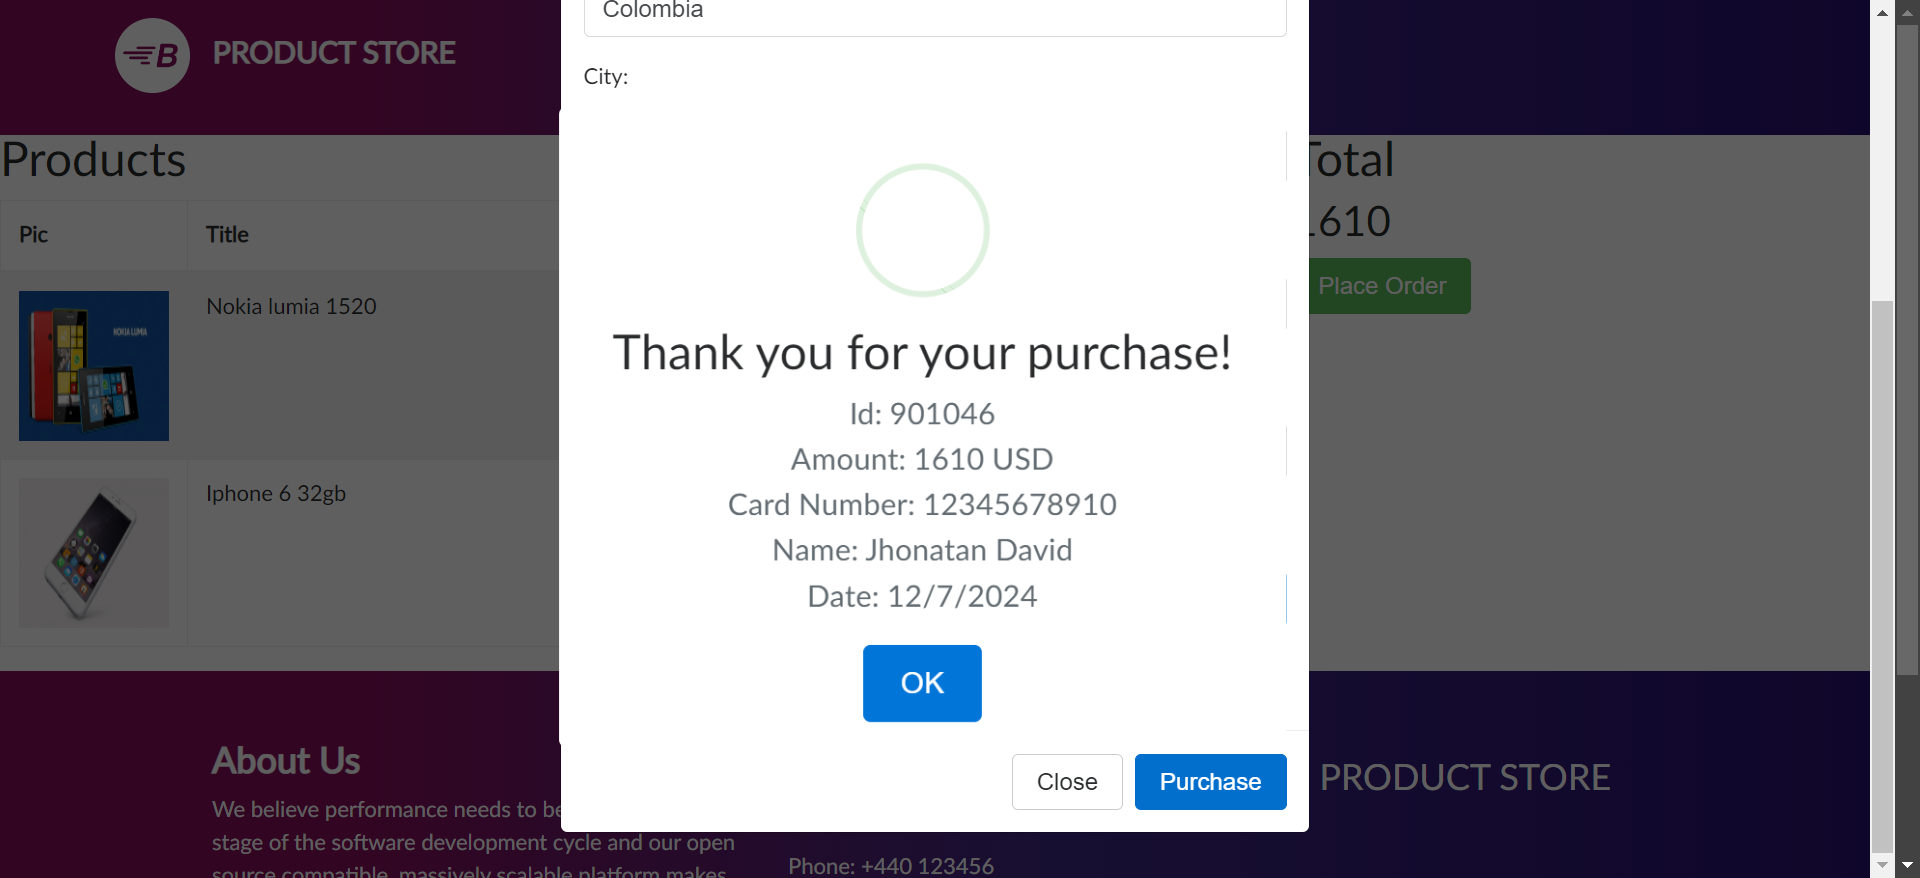 Colombia
B PRODUCT STORE
City:
Products
Total
1610
Pic
Title
Place Order
NOKIA LUMIA
Nokia lumia 1520
Iphone 6 32gb
Thank you for your purchase!
Id: 901046
Amount: 1610 USD
Card Number: 12345678910
Name: Jhonatan David
Date: 12/7/2024
OK
Close
Purchase
About Us
We believe performance needs to be
stage of the software development cycle and our open
source compatible, massively scalable platform makes
PRODUCT STORE
Phone: +440 123456